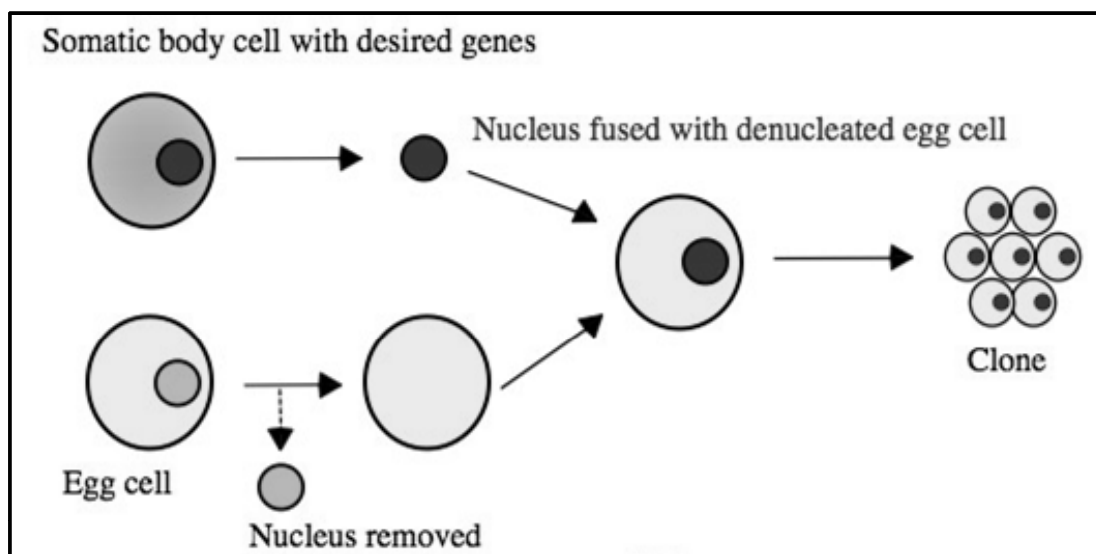 Somatic body cell with desired genes
Nucleus fused with denucleated egg cell
Clone
Egg cell
Nucleus removed